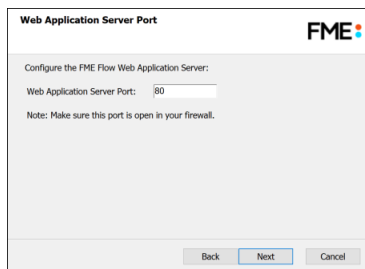 Web Application Server Port
FME
Configure the FME Flow Web Application Server:
Web Application Server Port: 80
Note: Make sure this port is open in your firewall.
Back Next Cancel